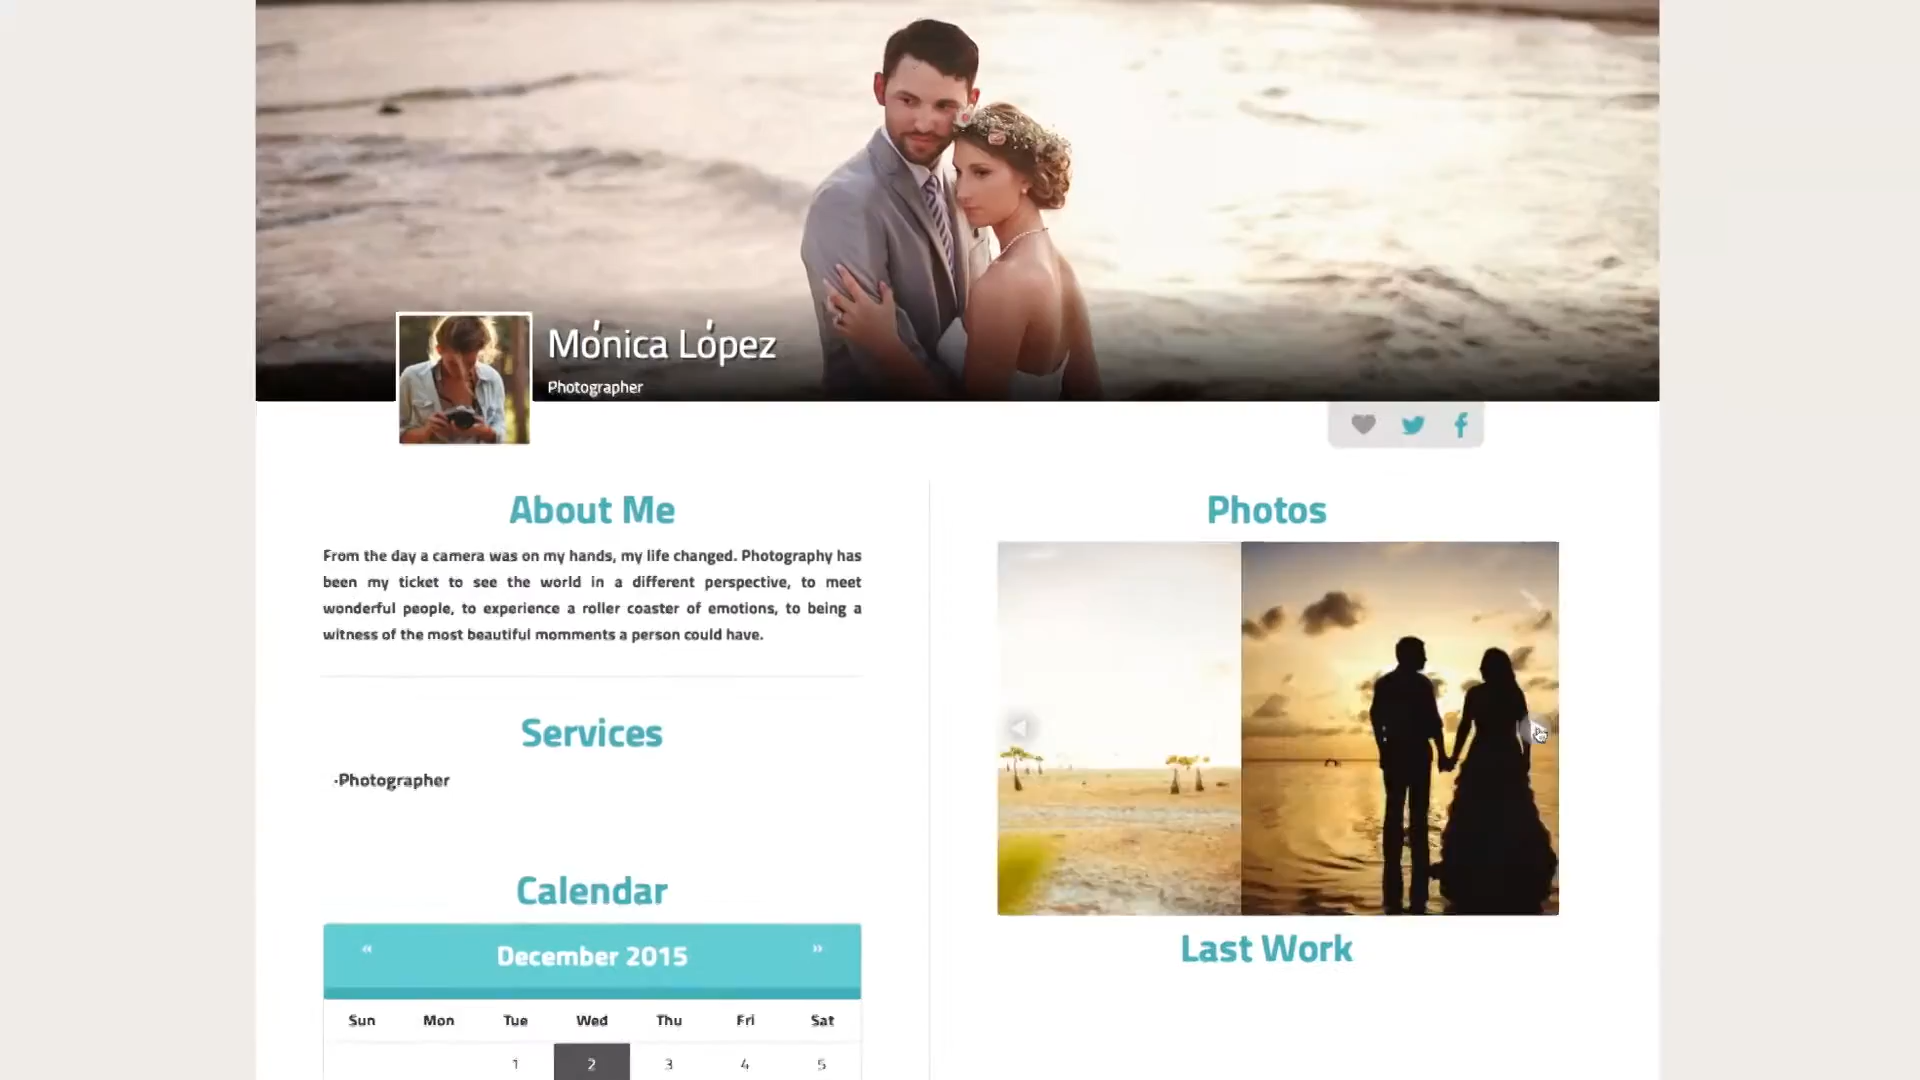 Mónica López
Photographer
About Me
From the day a camera was on my hands, my life changed. Photography has
been my ticket to see the world in a different perspective, to meet
wonderful people, to experience a roller coaster of emotions, to being a
witness of the most beautiful momments a person could have.
Services
-Photographer
Calendar
« December 2015 »
Sun Mon Tue Wed Thu Fri Sat
1 2 3 4 5
Photos
Last Work